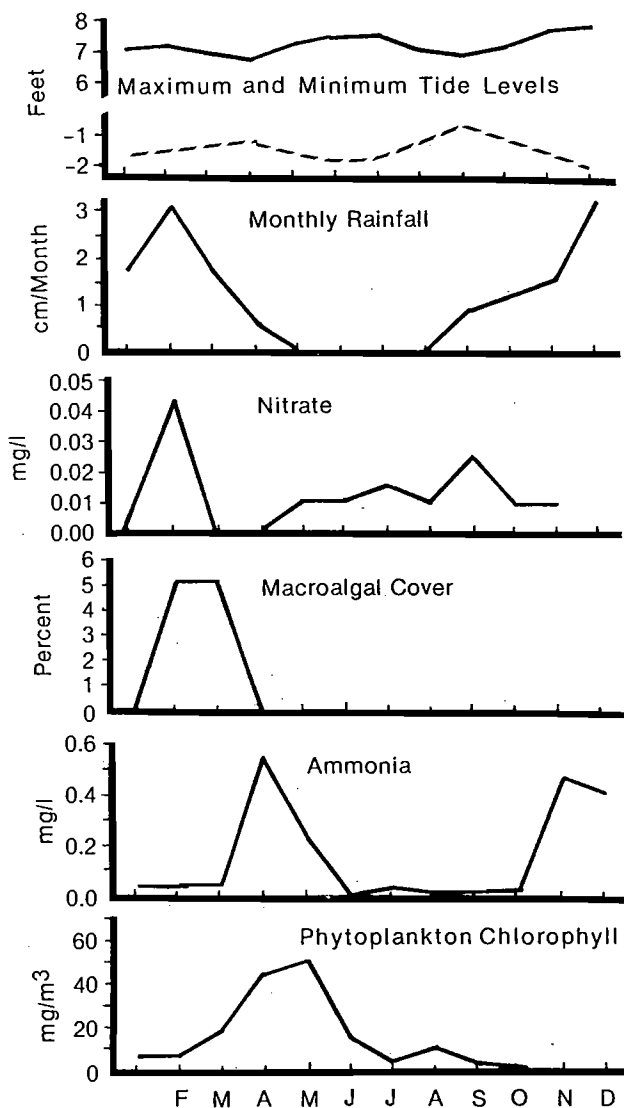 8
7
6
Feet
Maximum and Minimum Tide Levels
-1
-2
3
2
1
0
cm/Month
Monthly Rainfall
0.05
0.04
0.03
0.02
0.01
0.00
mg/l
Nitrate
6
5
4
3
2
1
0
Percent
Macroalgal Cover
0.6
0.4
0.2
0.0
mg/l
Ammonia
60
40
20
0
mg/m³
Phytoplankton Chlorophyll
F M A M J J A S O N D